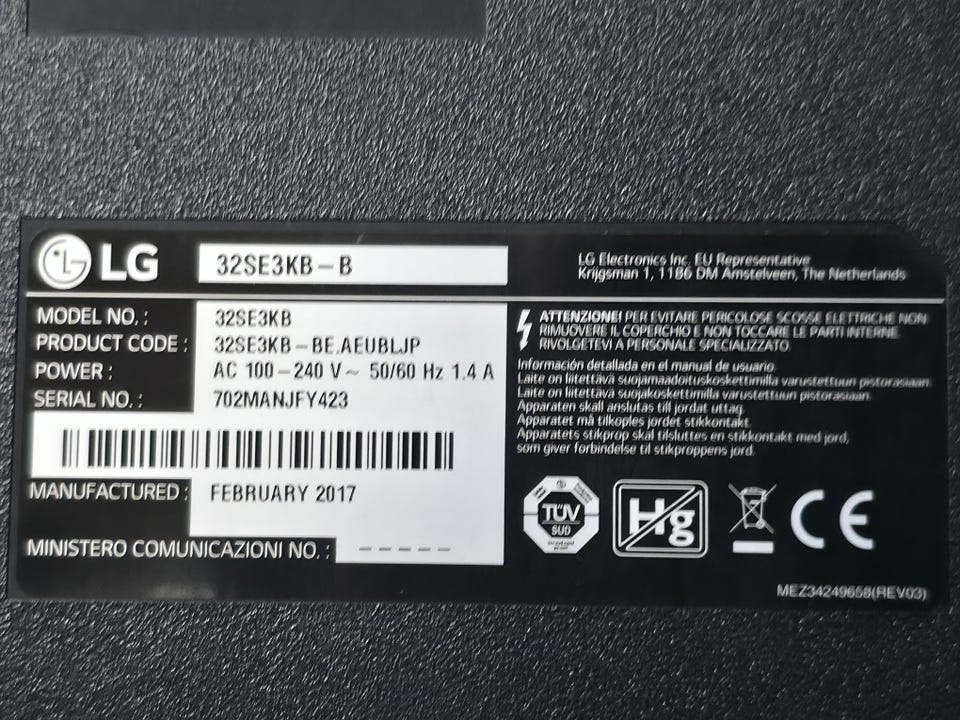 LG 32SE3KB-B
LG Electronics Inc. EU Representative
Krijgsman 1, 1186 DM Amstelveen, The Netherlands
MODEL NO. : 32SE3KB
PRODUCT CODE : 32SE3KB-BE.AEUBLJP
POWER : AC 100-240 V~ 50/60 Hz 1.4 A
SERIAL NO. : 702MANJFY423
MANUFACTURED : FEBRUARY 2017
MINISTERO COMUNICAZIONI NO. : -----
ATTENZIONE! PER EVITARE PERICOLOSE SCOSSE ELETTRICHE NON
RIMUOVERE IL COPERCHIO E NON TOCCARE LE PARTI INTERNE.
RIVOLGETEVI A PERSONALE SPECIALIZZATO.
Información detallada en el manual de usuario.
Laite on liitettävä suojamaadoituskoskettimilla varustettuun pistorasiaan.
Laite on liitettävä suojakoskettimilla varustettuun pistorasiaan.
Apparaten skall anslutas till jordat uttag.
Apparatet må tilkoples jordet stikkontakt.
Apparatets stikprop skal tilsluttes en stikkontakt med jord,
som giver forbindelse til stikproppens jord.
TÜV
SUD
Hg
CE
MEZ34249658(REV03)